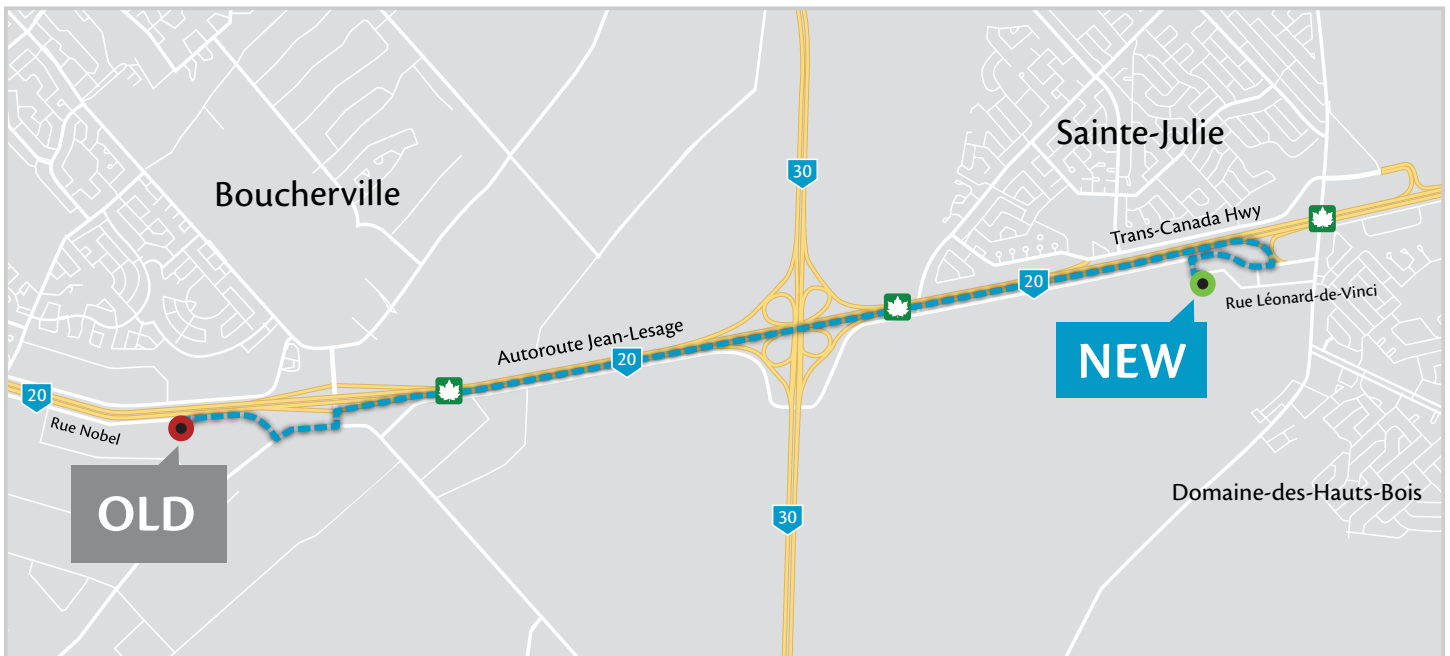 Sainte-Julie
Boucherville
30
Trans-Canada Hwy
20
Rue Léonard-de-Vinci
Autoroute Jean-Lesage
20
NEW
20
Rue Nobel
OLD
Domaine-des-Hauts-Bois
30